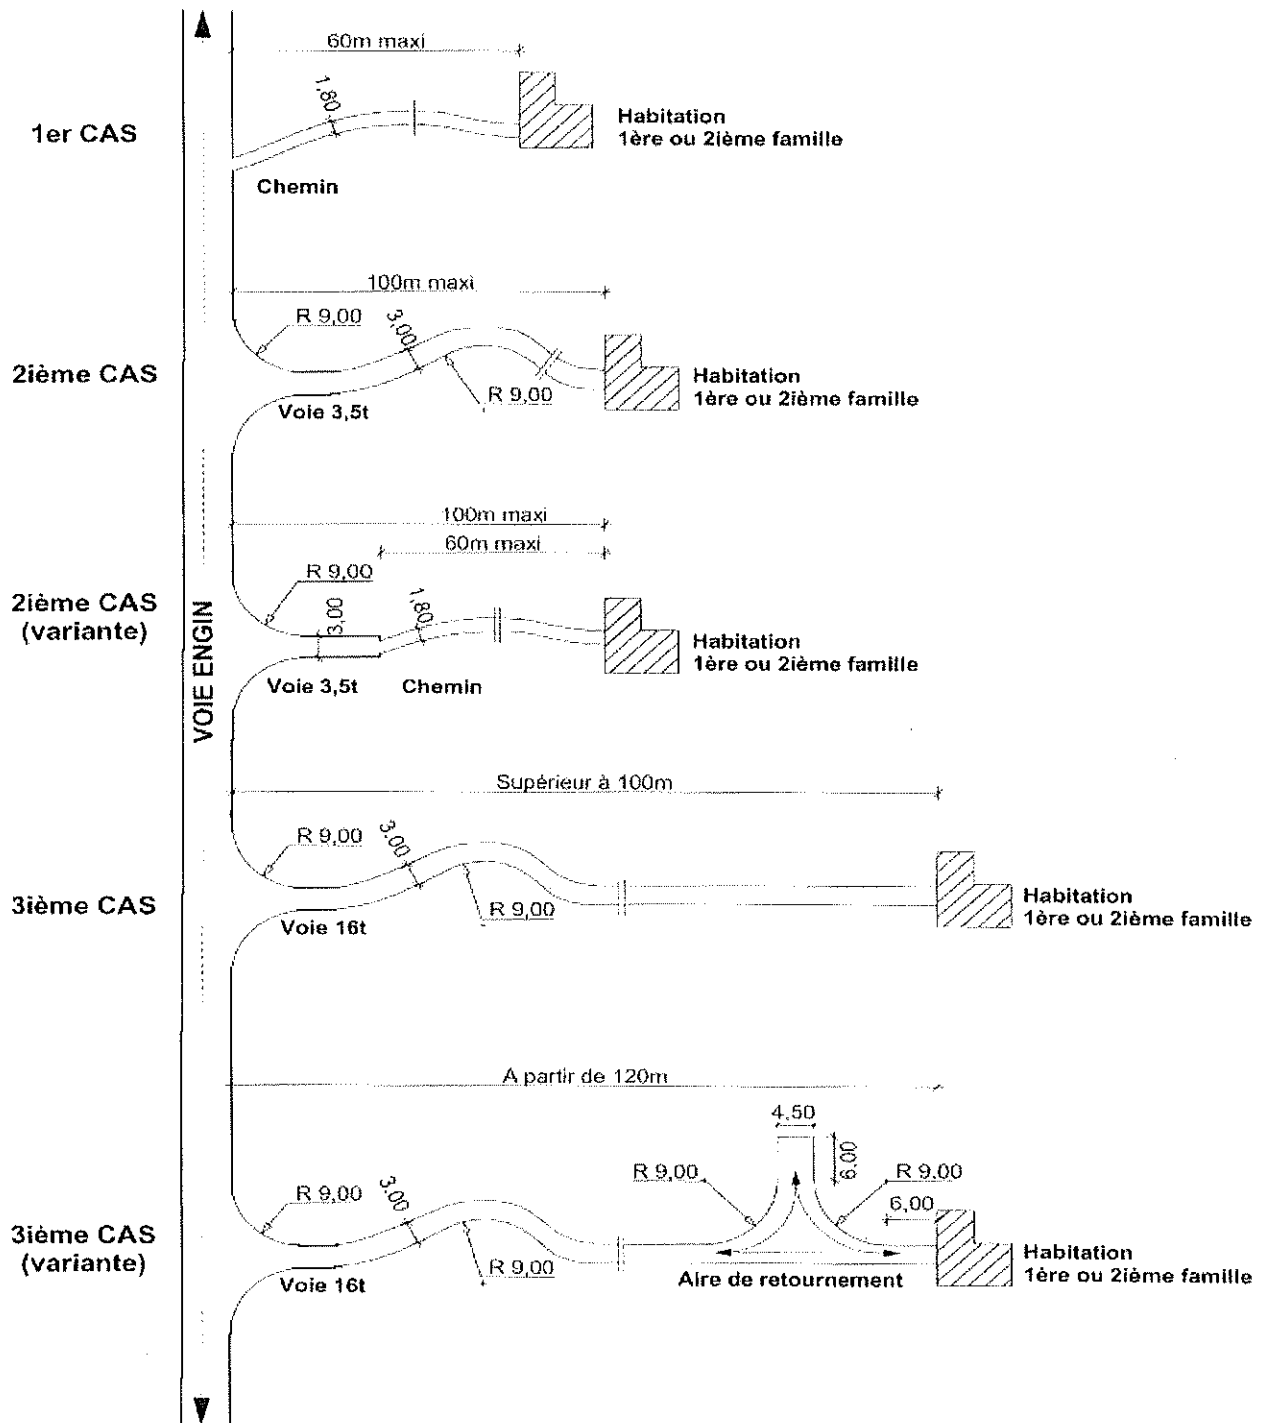 60m maxi
1,80
1er CAS
Habitation
1ère ou 2ième famille
Chemin
100m maxi
R 9,00
3,00
2ième CAS
R 9,00
Habitation
1ère ou 2ième famille
Voie 3,5t
100m maxi
60m maxi
R 9,00
2ième CAS
(variante)
3,00
1,80
Habitation
1ère ou 2ième famille
Voie 3,5t
Chemin
VOIE ENGIN
Supérieur à 100m
R 9,00
3.00
3ième CAS
R 9,00
Habitation
1ère ou 2ième famille
Voie 16t
A partir de 120m
4,50
6.00
R 9,00
R 9,00
R 9,00
3.00
6,00
3ième CAS
(variante)
R 9,00
Habitation
1ère ou 2ième famille
Voie 16t
Aire de retournement